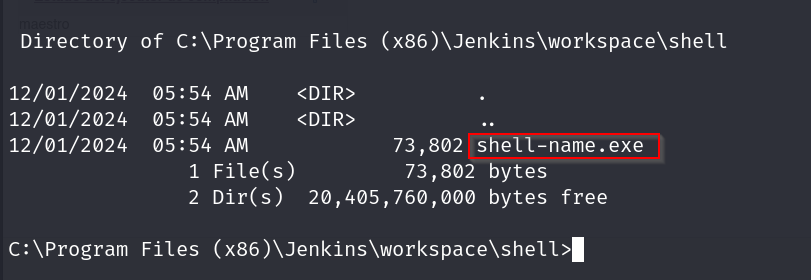 maestro
Directory of C:\Program Files (x86)\Jenkins\workspace\shell
12/01/2024  05:54 AM    <DIR>          .
12/01/2024  05:54 AM    <DIR>          ..
12/01/2024  05:54 AM            73,802 shell-name.exe
1 File(s)         73,802 bytes
2 Dir(s)  20,405,760,000 bytes free
C:\Program Files (x86)\Jenkins\workspace\shell>